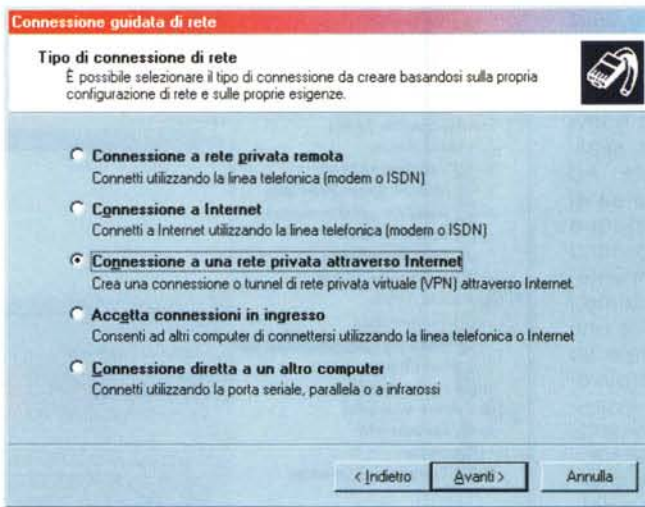 Connessione guidata di rete
Tipo di connessione di rete
È possibile selezionare il tipo di connessione da creare basandosi sulla propria
configurazione di rete e sulle proprie esigenze.
Connessione a rete privata remota
Connetti utilizzando la linea telefonica (modem o ISDN)
Connessione a Internet
Connetti a Internet utilizzando la linea telefonica (modem o ISDN)
Connessione a una rete privata attraverso Internet
Crea una connessione o tunnel di rete privata virtuale (VPN) attraverso Internet.
Accetta connessioni in ingresso
Consenti ad altri computer di connettersi utilizzando la linea telefonica o Internet
Connessione diretta a un altro computer
Connetti utilizzando la porta seriale, parallela o a infrarossi
< Indietro Avanti > Annulla